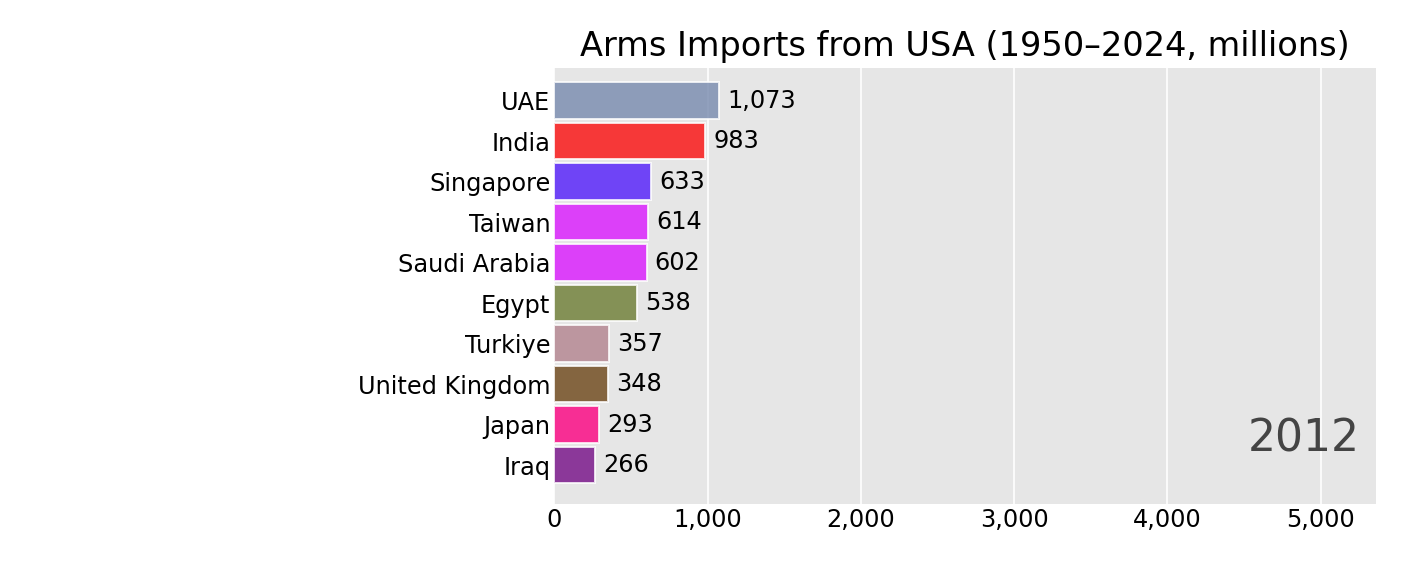 Arms Imports from USA (1950–2024, millions)
UAE 1,073
India 983
Singapore 633
Taiwan 614
Saudi Arabia 602
Egypt 538
Turkiye 357
United Kingdom 348
Japan 293
Iraq 266
2012
0 1,000 2,000 3,000 4,000 5,000